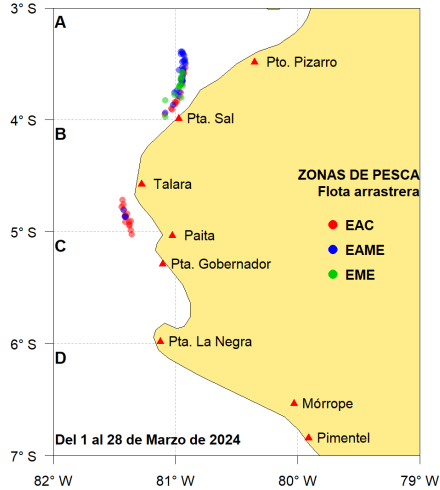 3° S
A
Pto. Pizarro
4° S
Pta. Sal
B
ZONAS DE PESCA
Flota arrastrera
Talara
EAC
5° S
Paita
C
EAME
Pta. Gobernador
EME
6° S
Pta. La Negra
D
Mórrope
Del 1 al 28 de Marzo de 2024
Pimentel
7° S
82° W
81° W
80° W
79° W